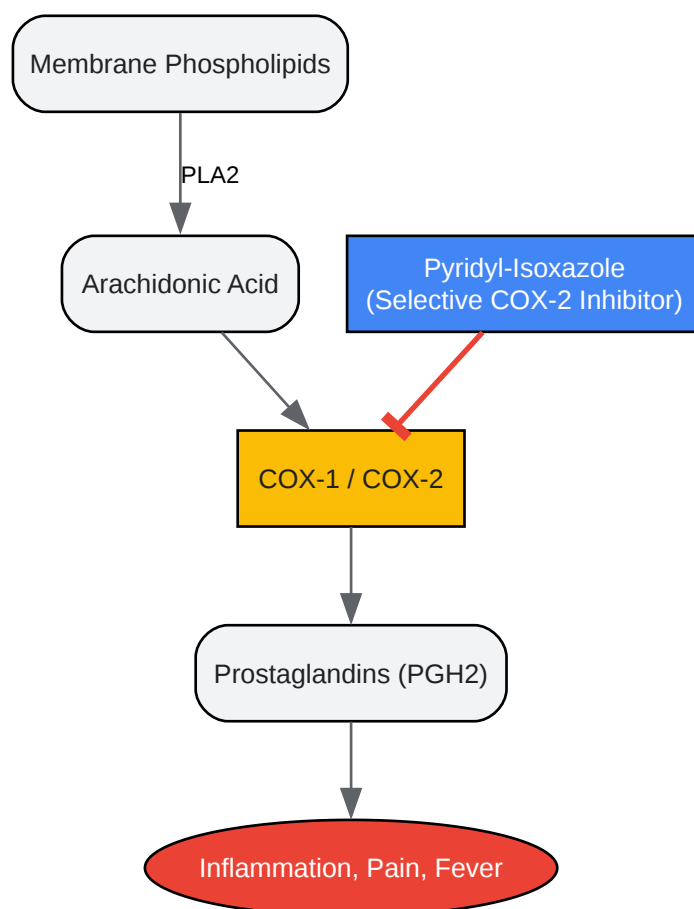 Membrane Phospholipids
PLA2
Arachidonic Acid
Pyridyl-Isoxazole
(Selective COX-2 Inhibitor)
COX-1 / COX-2
Prostaglandins (PGH2)
Inflammation, Pain, Fever